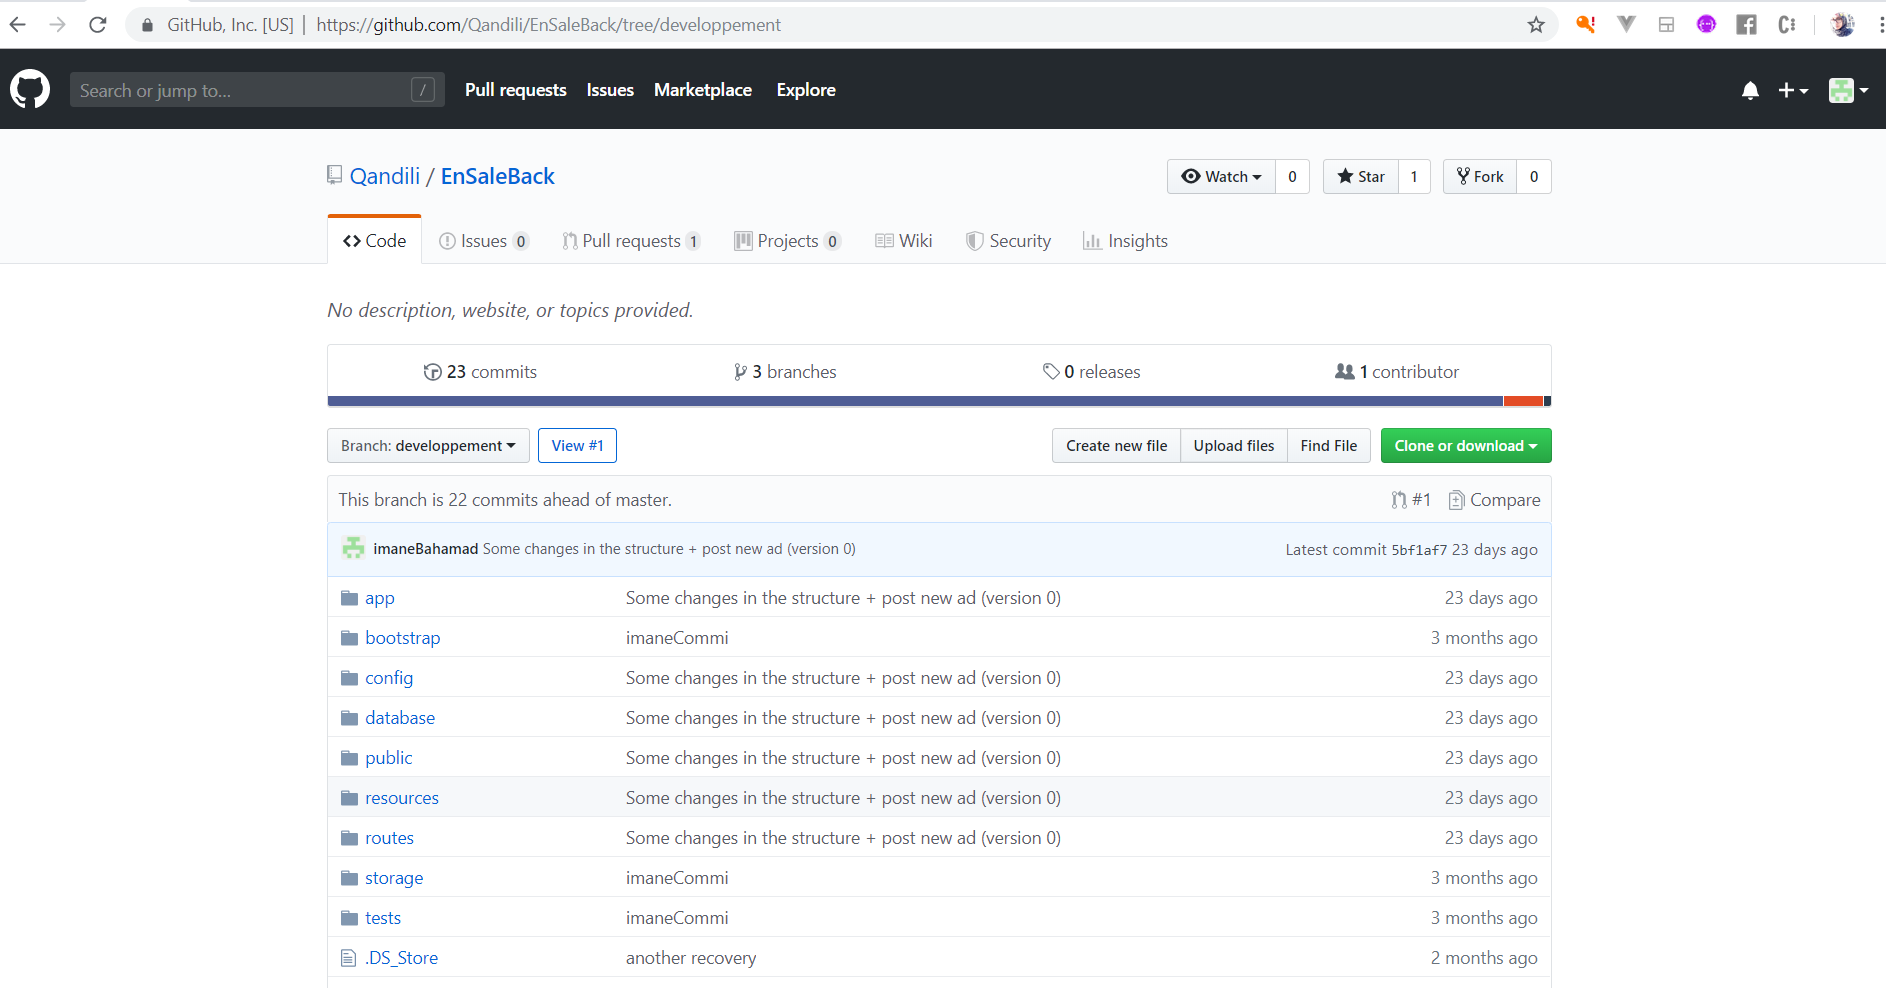 GitHub, Inc. [US] | https://github.com/Qandili/EnSaleBack/tree/developpement
Search or jump to... /
Pull requests Issues Marketplace Explore
Qandili / EnSaleBack
Watch 0 Star 1 Fork 0
Code Issues 0 Pull requests 1 Projects 0 Wiki Security Insights
No description, website, or topics provided.
23 commits 3 branches 0 releases 1 contributor
Branch: developpement View #1 Create new file Upload files Find File Clone or download
This branch is 22 commits ahead of master. #1 Compare
imaneBahamad Some changes in the structure + post new ad (version 0) Latest commit 5bf1af7 23 days ago
app Some changes in the structure + post new ad (version 0) 23 days ago
bootstrap imaneCommi 3 months ago
config Some changes in the structure + post new ad (version 0) 23 days ago
database Some changes in the structure + post new ad (version 0) 23 days ago
public Some changes in the structure + post new ad (version 0) 23 days ago
resources Some changes in the structure + post new ad (version 0) 23 days ago
routes Some changes in the structure + post new ad (version 0) 23 days ago
storage imaneCommi 3 months ago
tests imaneCommi 3 months ago
.DS_Store another recovery 2 months ago